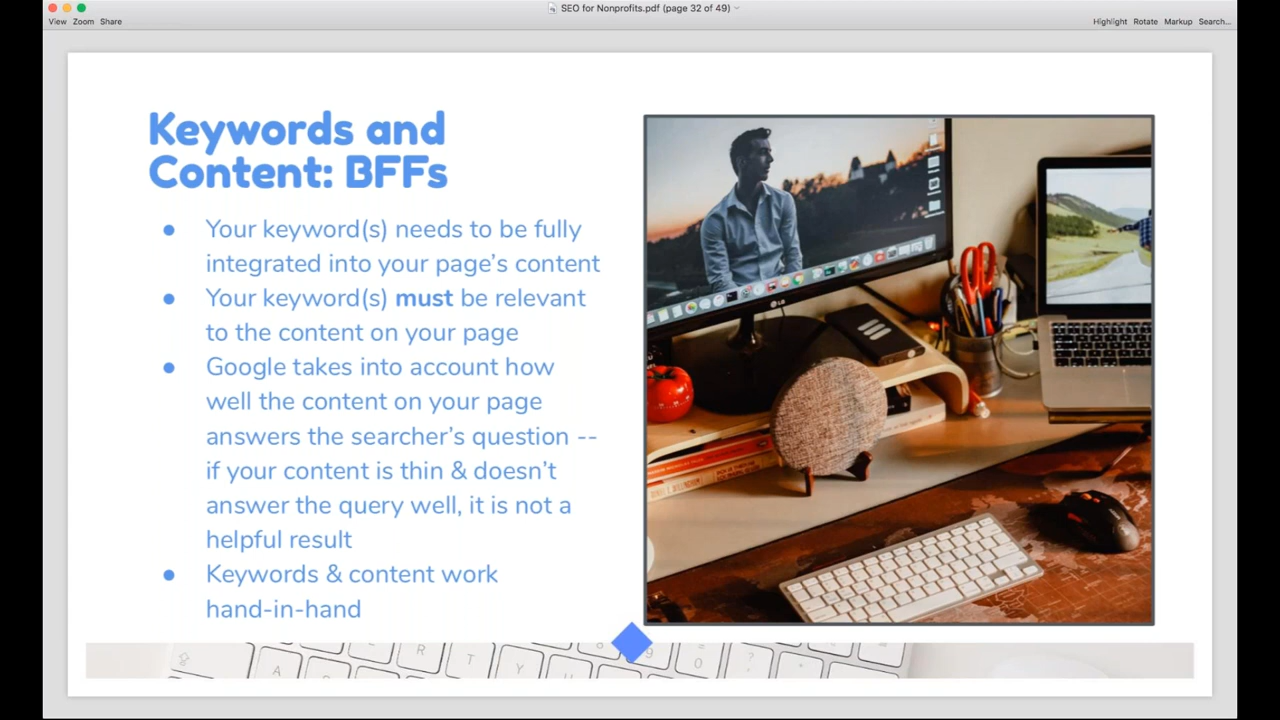 SEO for Nonprofits.pdf (page 32 of 49)
View Zoom Share
Highlight Rotate Markup Search...
Keywords and
Content: BFFs
● Your keyword(s) needs to be fully
integrated into your page's content
● Your keyword(s) must be relevant
to the content on your page
● Google takes into account how
well the content on your page
answers the searcher's question --
if your content is thin & doesn't
answer the query well, it is not a
helpful result
● Keywords & content work
hand-in-hand
LG
R T Y
9
0
?
A